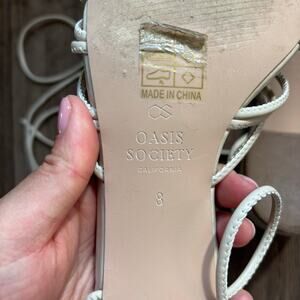 MADE IN CHINA
OASIS
SOCIETY
CALIFORNIA
8